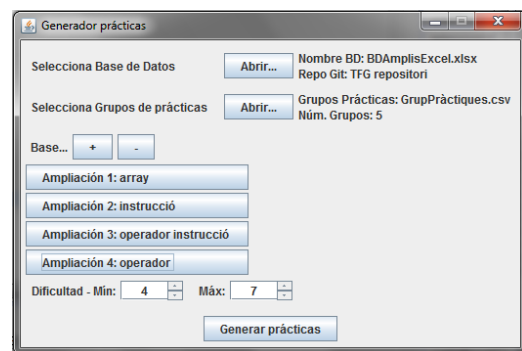 Generador prácticas
Selecciona Base de Datos Abrir... Nombre BD: BDAmplisExcel.xlsx
Repo Git: TFG repositori
Selecciona Grupos de prácticas Abrir... Grupos Prácticas: GrupPràctiques.csv
Núm. Grupos: 5
Base... + -
Ampliación 1: array
Ampliación 2: instrucció
Ampliación 3: operador instrucció
Ampliación 4: operador
Dificultad - Mín: 4 Máx: 7
Generar prácticas